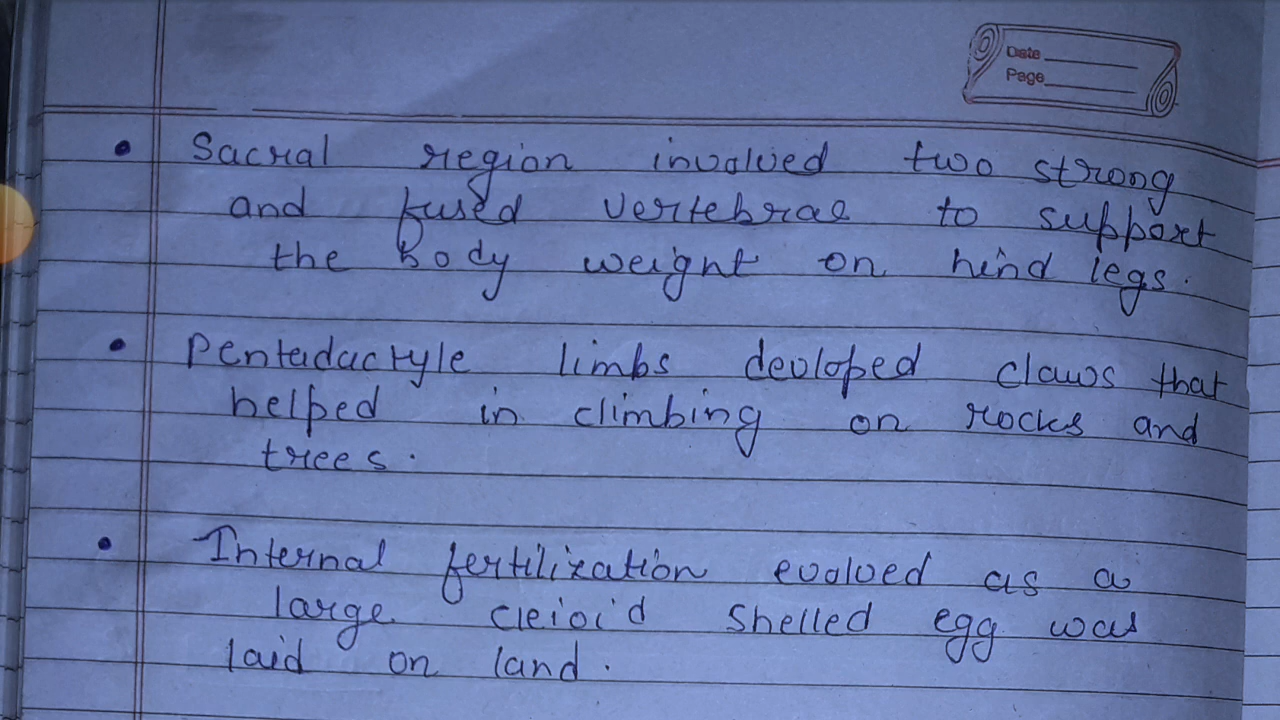 Date
Page
• Sacral region involved two strong
and fused vertebrae to support
the Body weight on hind legs.
• Pentadactyle limbs devloped claws that
helped in climbing on rocks and
trees.
• Internal fertilization evolved as a
large cleioid shelled egg was
laid on land.